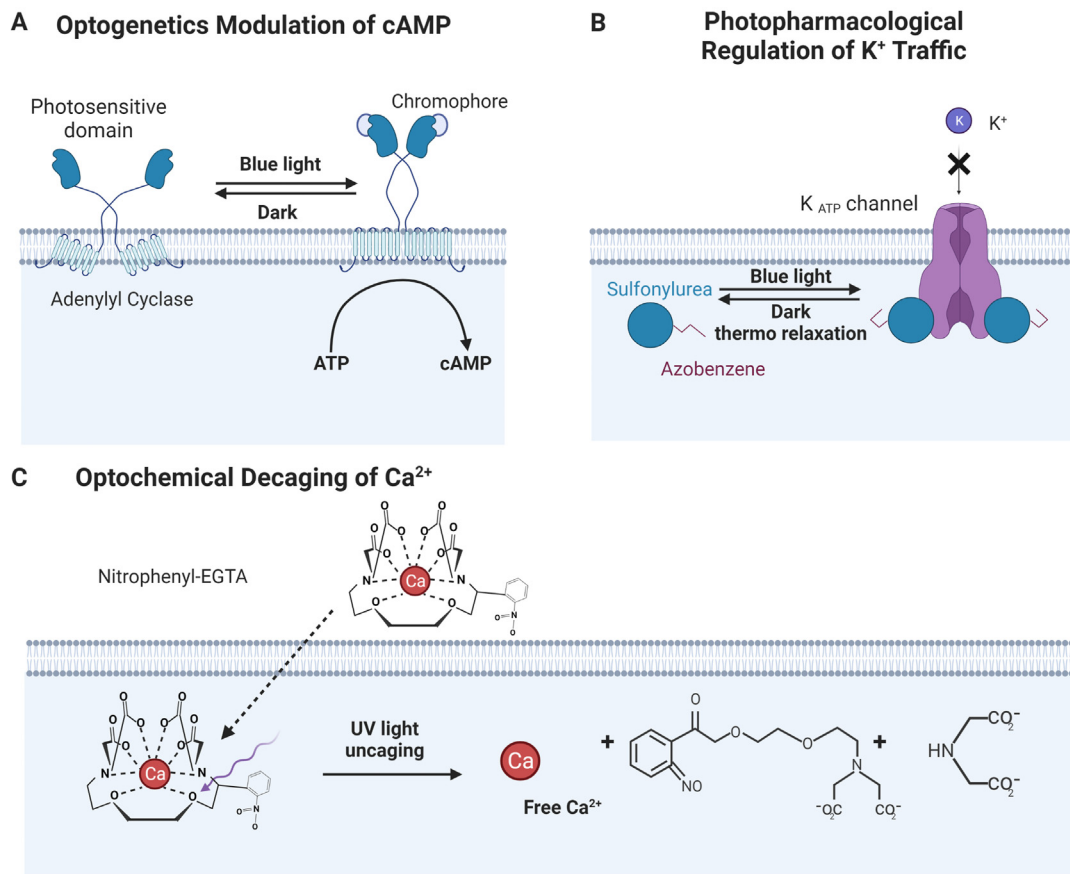 A
Optogenetics Modulation of cAMP
Photosensitive
domain
Chromophore
Blue light
Dark
Adenylyl Cyclase
ATP
cAMP
B
Photopharmacological
Regulation of K⁺ Traffic
K
K⁺
K ATP channel
Sulfonylurea
Blue light
Dark
thermo relaxation
Azobenzene
C
Optochemical Decaging of Ca²⁺
Nitrophenyl-EGTA
O
O
O
O
O
O
N
Ca
N
O
O
O
N
O
O
O
O
O
O
O
N
Ca
N
O
O
O
N
O
UV light
uncaging
Ca
Free Ca²⁺
+
O
O
O
NO
N
⁻O₂C
CO₂⁻
+
HN
CO₂⁻
CO₂⁻